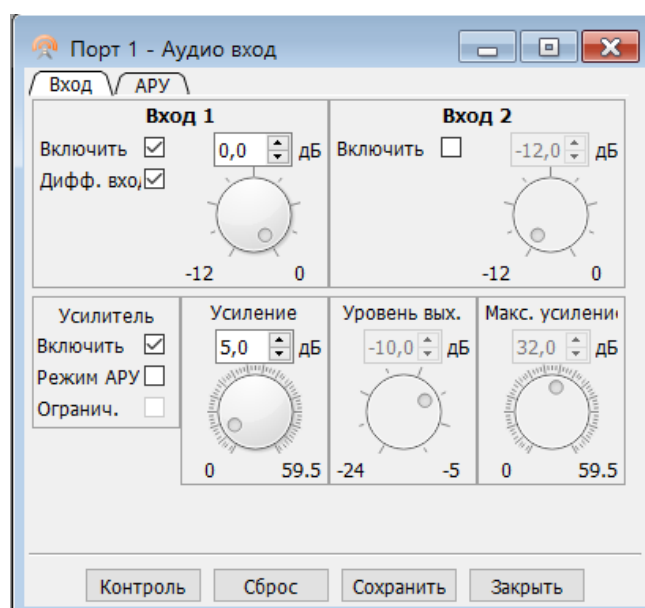 Порт 1 - Аудио вход
Вход АРУ
Вход 1
Включить 0,0 дБ
Дифф. вход
-12 0
Вход 2
Включить -12,0 дБ
-12 0
Усилитель
Включить
Режим АРУ
Огранич.
Усиление
5,0 дБ
0 59.5
Уровень вых.
-10,0 дБ
-24 -5
Макс. усилени
32,0 дБ
0 59.5
Контроль Сброс Сохранить Закрыть